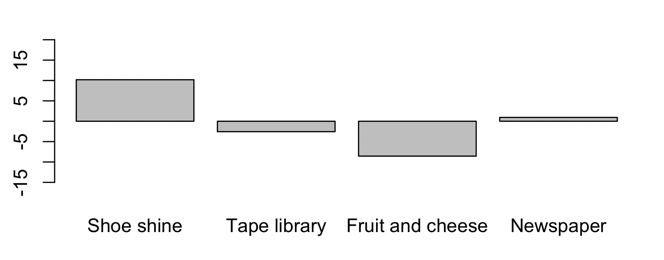 15
5
-5
-15
Shoe shine
Tape library
Fruit and cheese
Newspaper